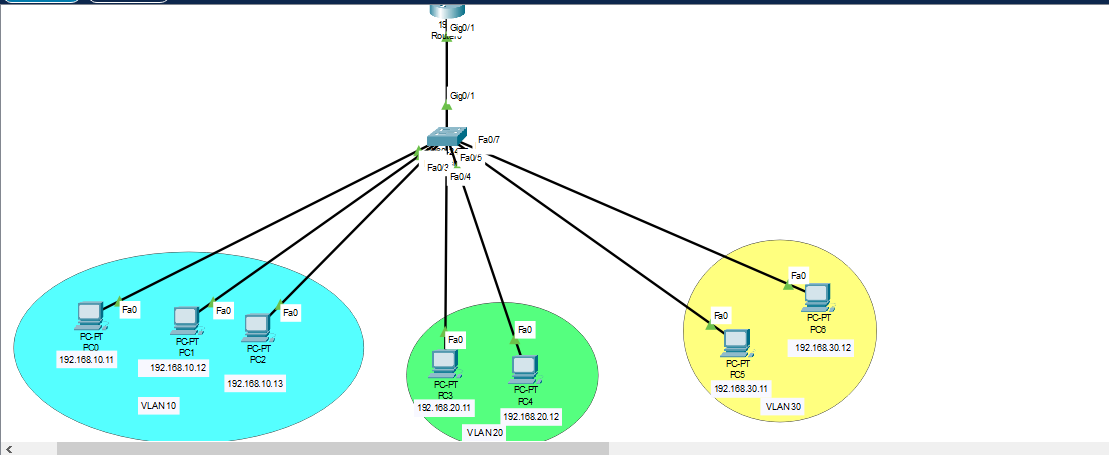 Gig0/1
Gig0/1
Fa0/7
Fa0/5
Fa0/3
Fa0/4
Fa0
Fa0
Fa0
PC-PT
PC0
192.168.10.11
PC-PT
PC1
192.168.10.12
PC-PT
PC2
192.168.10.13
VLAN10
Fa0
Fa0
PC-PT
PC3
192.168.20.11
PC-PT
PC4
192.168.20.12
VLAN20
Fa0
Fa0
PC-PT
PC6
192.168.30.12
PC-PT
PC5
192.168.30.11
VLAN30